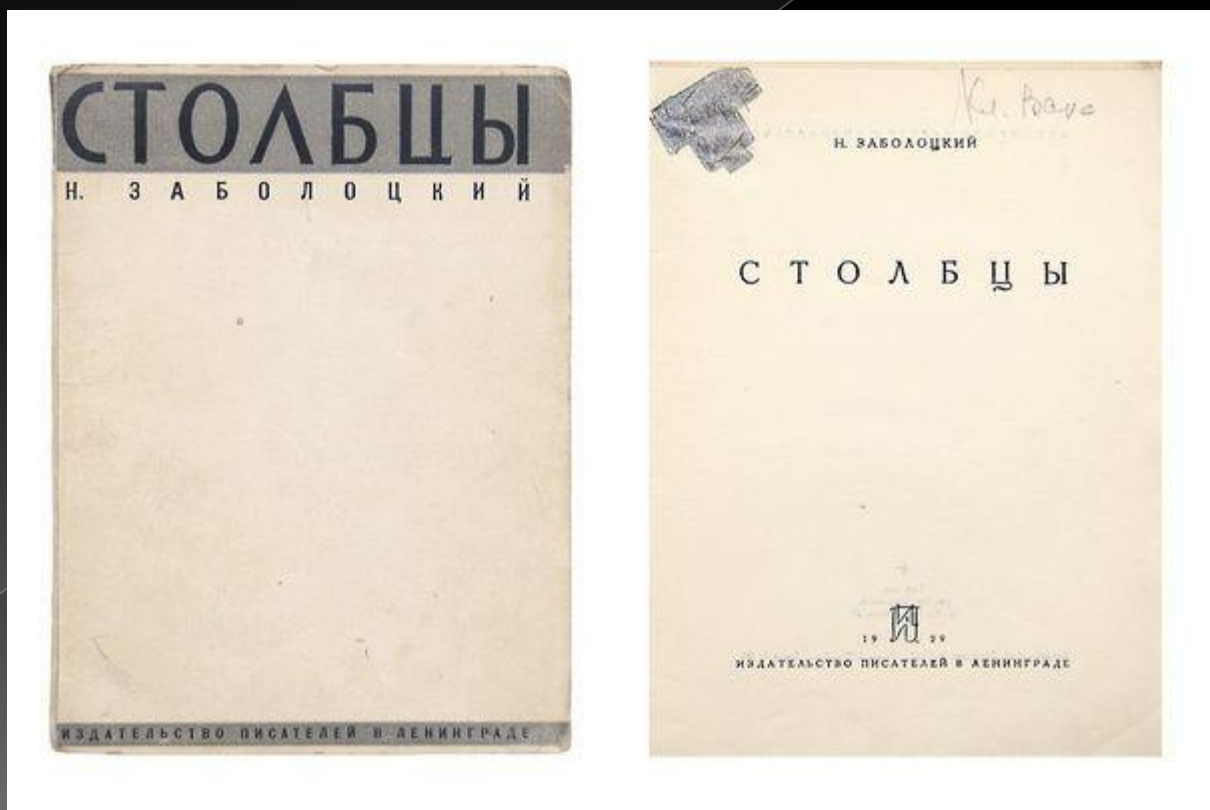 СТОЛБЦЫ
Н. ЗАБОЛОЦКИЙ
ИЗДАТЕЛЬСТВО ПИСАТЕЛЕЙ В ЛЕНИНГРАДЕ
Н. ЗАБОЛОЦКИЙ
СТОЛБЦЫ
19 29
ИЗДАТЕЛЬСТВО ПИСАТЕЛЕЙ В ЛЕНИНГРАДЕ